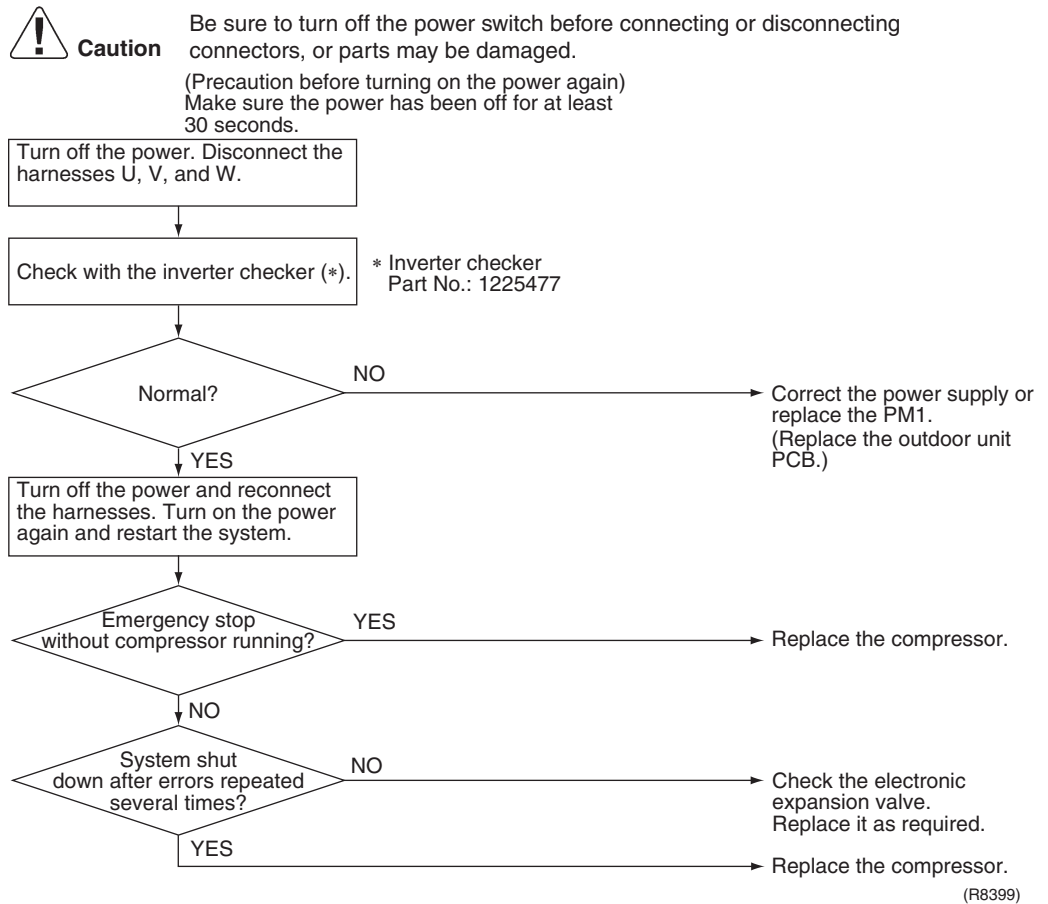 Caution
Be sure to turn off the power switch before connecting or disconnecting
connectors, or parts may be damaged.
(Precaution before turning on the power again)
Make sure the power has been off for at least
30 seconds.
Turn off the power. Disconnect the
harnesses U, V, and W.
Check with the inverter checker (*).
* Inverter checker
Part No.: 1225477
Normal?
NO
Correct the power supply or
replace the PM1.
(Replace the outdoor unit
PCB.)
YES
Turn off the power and reconnect
the harnesses. Turn on the power
again and restart the system.
Emergency stop
without compressor running?
YES
Replace the compressor.
NO
System shut
down after errors repeated
several times?
NO
Check the electronic
expansion valve.
Replace it as required.
YES
Replace the compressor.
(R8399)